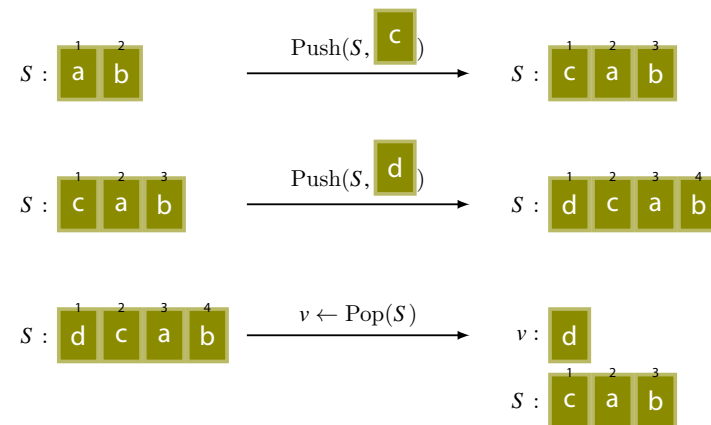 1 2 1 2 3
S : a b Push(S, c) S : c a b
1 2 3 1 2 3 4
S : c a b Push(S, d) S : d c a b
1 2 3 4
S : d c a b v ← Pop(S) v : d
1 2 3
S : c a b